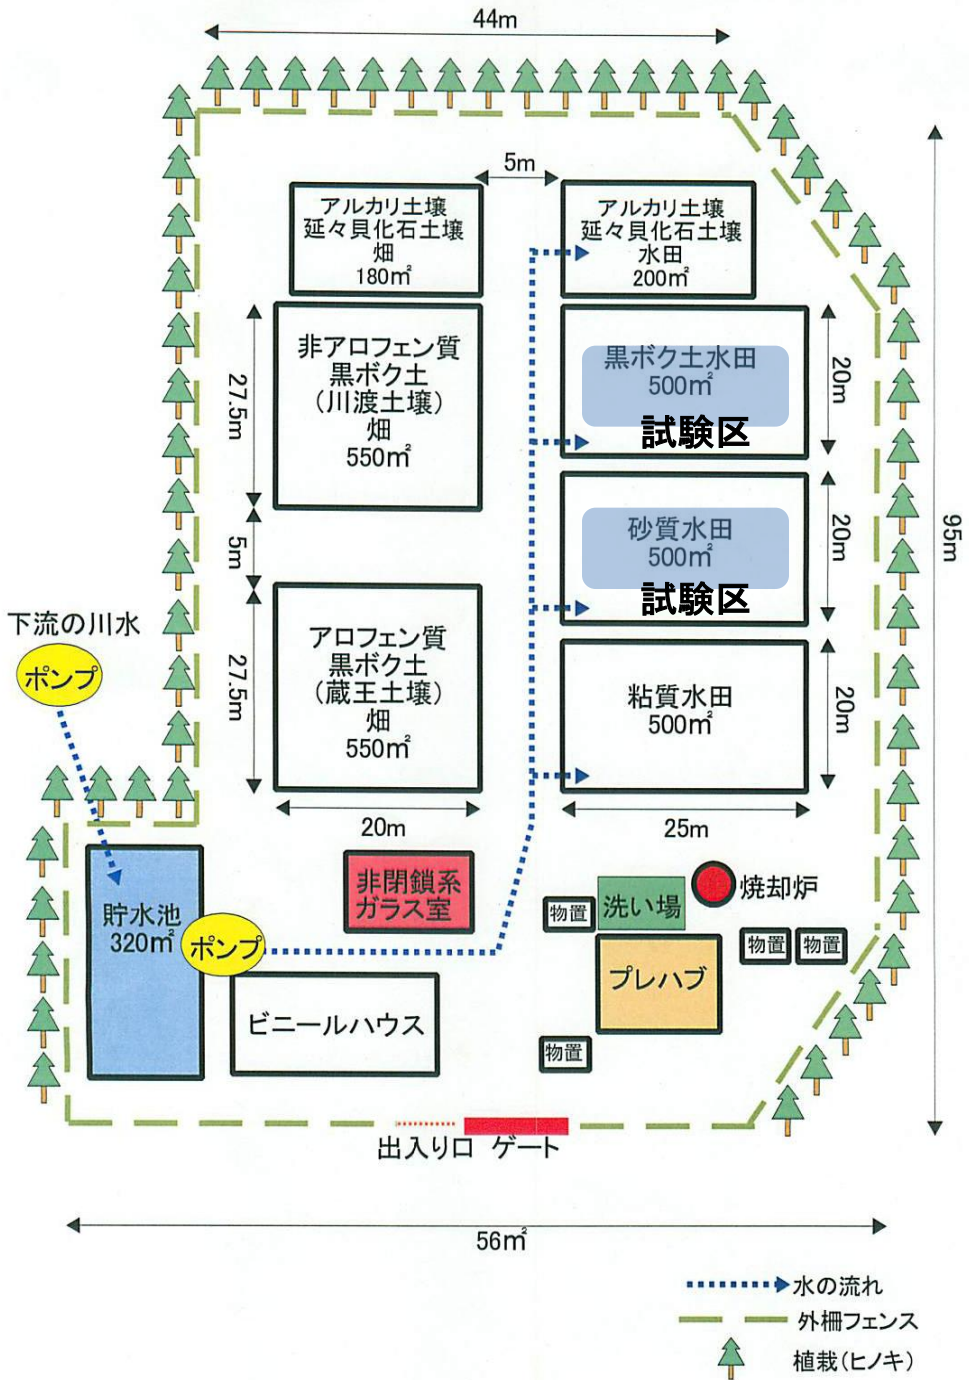 44m
5m
アルカリ土壌
延々貝化石土壌
畑
180㎡
アルカリ土壌
延々貝化石土壌
水田
200㎡
27.5m
非アロフェン質
黒ボク土
（川渡土壌）
畑
550㎡
黒ボク土水田
500㎡
試験区
20m
5m
砂質水田
500㎡
試験区
20m
95m
下流の川水
ポンプ
27.5m
アロフェン質
黒ボク土
（蔵王土壌）
畑
550㎡
粘質水田
500㎡
20m
20m
25m
貯水池
320㎡
ポンプ
非閉鎖系
ガラス室
物置
洗い場
焼却炉
プレハブ
物置
物置
ビニールハウス
物置
出入り口 ゲート
56㎡
水の流れ
外柵フェンス
植栽(ヒノキ)